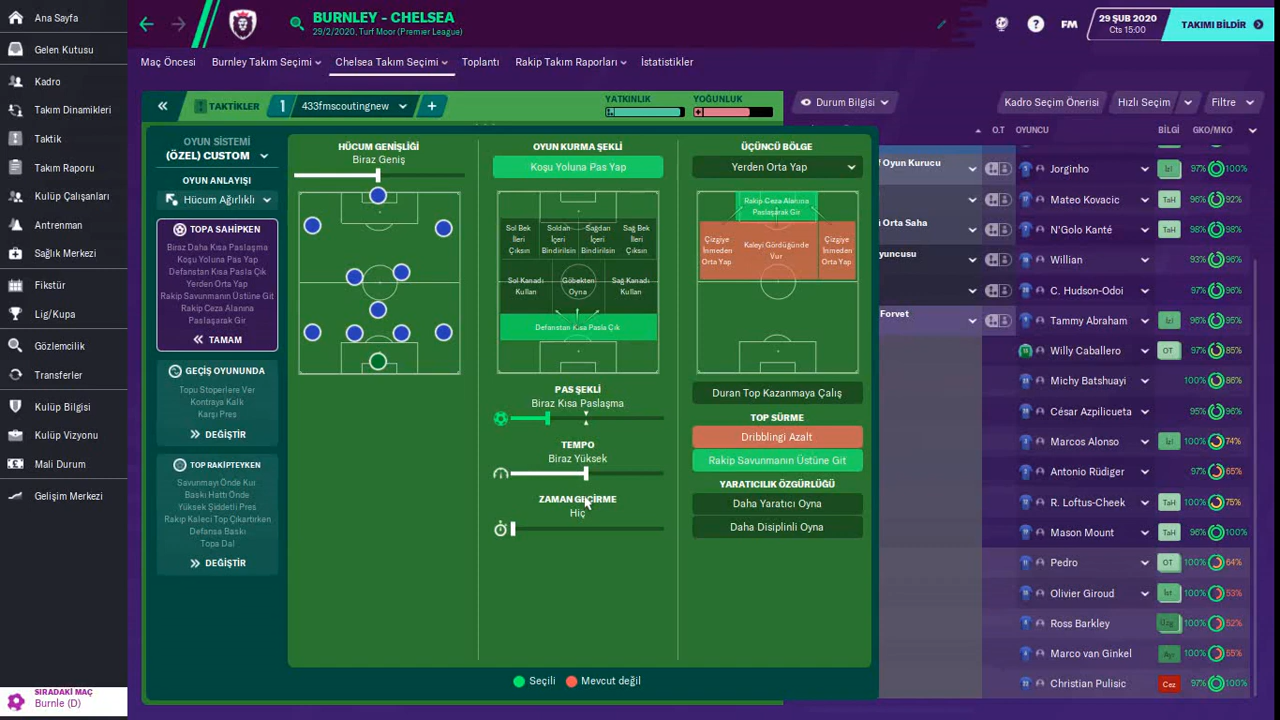 Ana Sayfa
Gelen Kutusu
Kadro
Takım Dinamikleri
Taktik
Takım Raporu
Kulüp Çalışanları
Antreman
Sağlık Merkezi
Fikstür
Lig/Kupa
Gözlemcilik
Transferler
Kulüp Bilgisi
Kulüp Vizyonu
Mali Durum
Gelişim Merkezi
SIRADAKİ MAÇ
Burnle (D)
BURNLEY - CHELSEA
29/2/2020, Turf Moor (Premier League)
FM
29 ŞUB 2020
Cts 15:00
TAKIMI BİLDİR
Maç Öncesi
Burnley Takım Seçimi
Chelsea Takım Seçimi
Toplantı
Rakip Takım Raporları
İstatistikler
TAKTİKLER
1 433fmscoutingnew
YATKINLIK
YOĞUNLUK
Durum Bilgisi
Kadro Seçim Önerisi
Hızlı Seçim
Filtre
OYUN SİSTEMİ
(ÖZEL) CUSTOM
OYUN ANLAYIŞI
Hücum Ağırlıklı
TOPA SAHİPKEN
Biraz Daha Kısa Paslaşma
Koşu Yoluna Pas Yap
Defanstan Kısa Pasla Çık
Yerden Orta Yap
Rakip Savunmanın Üstüne Git
Rakip Ceza Alanına
Paslaşarak Gir
TAMAM
GEÇİŞ OYUNUNDA
Topu Stoperlere Ver
Kontraya Kalk
Karşı Pres
DEĞİŞTİR
TOP RAKİPTEYKEN
Savunmayı Önde Kur
Baskı Hattı Önde
Yüksek Şiddetli Pres
Rakip Kaleci Top Çıkartırken
Defansa Baskı
Topa Dal
DEĞİŞTİR
HÜCUM GENİŞLİĞİ
Biraz Geniş
OYUN KURMA ŞEKLİ
Koşu Yoluna Pas Yap
Sol Bek
İleri
Çıksın
Soldan
İçeri
Bindirilsin
Sağdan
İçeri
Bindirilsin
Sağ Bek
İleri
Çıksın
Sol Kanadı
Kullan
Göbekten
Oyna
Sağ Kanadı
Kullan
Defanstan Kısa Pasla Çık
PAS ŞEKLİ
Biraz Kısa Paslaşma
TEMPO
Biraz Yüksek
ZAMAN GEÇİRME
Hiç
ÜÇÜNCÜ BÖLGE
Yerden Orta Yap
Rakip Ceza Alanına
Paslaşarak Gir
Çizgiye
İnmeden
Orta Yap
Kaleyi Gördüğünde
Vur
Çizgiye
İnmeden
Orta Yap
Duran Top Kazanmaya Çalış
TOP SÜRME
Dribblingi Azalt
Rakip Savunmanın Üstüne Git
YARATICILIK ÖZGÜRLÜĞÜ
Daha Yaratıcı Oyna
Daha Disiplinli Oyna
Seçili
Mevcut değil
O.T OYUNCU BİLGİ GKO/MKO
Oyun Kurucu
Orta Saha
Forvet
Jorginho İzl 97% 100%
Mateo Kovacic TaH 96% 92%
N'Golo Kanté TaH 98% 98%
Willian 93% 96%
C. Hudson-Odoi 97% 98%
Tammy Abraham İzl 96% 95%
Willy Caballero OT 97% 85%
Michy Batshuayi 100% 86%
César Azpilicueta 95% 96%
Marcos Alonso İzl 100% 74%
Antonio Rüdiger 97% 65%
R. Loftus-Cheek TaH 100% 75%
Mason Mount TaH 96% 100%
Pedro OT 100% 64%
Olivier Giroud İst 100% 53%
Ross Barkley 100% 52%
Marco van Ginkel 100% 55%
Christian Pulisic Cez 97% 100%